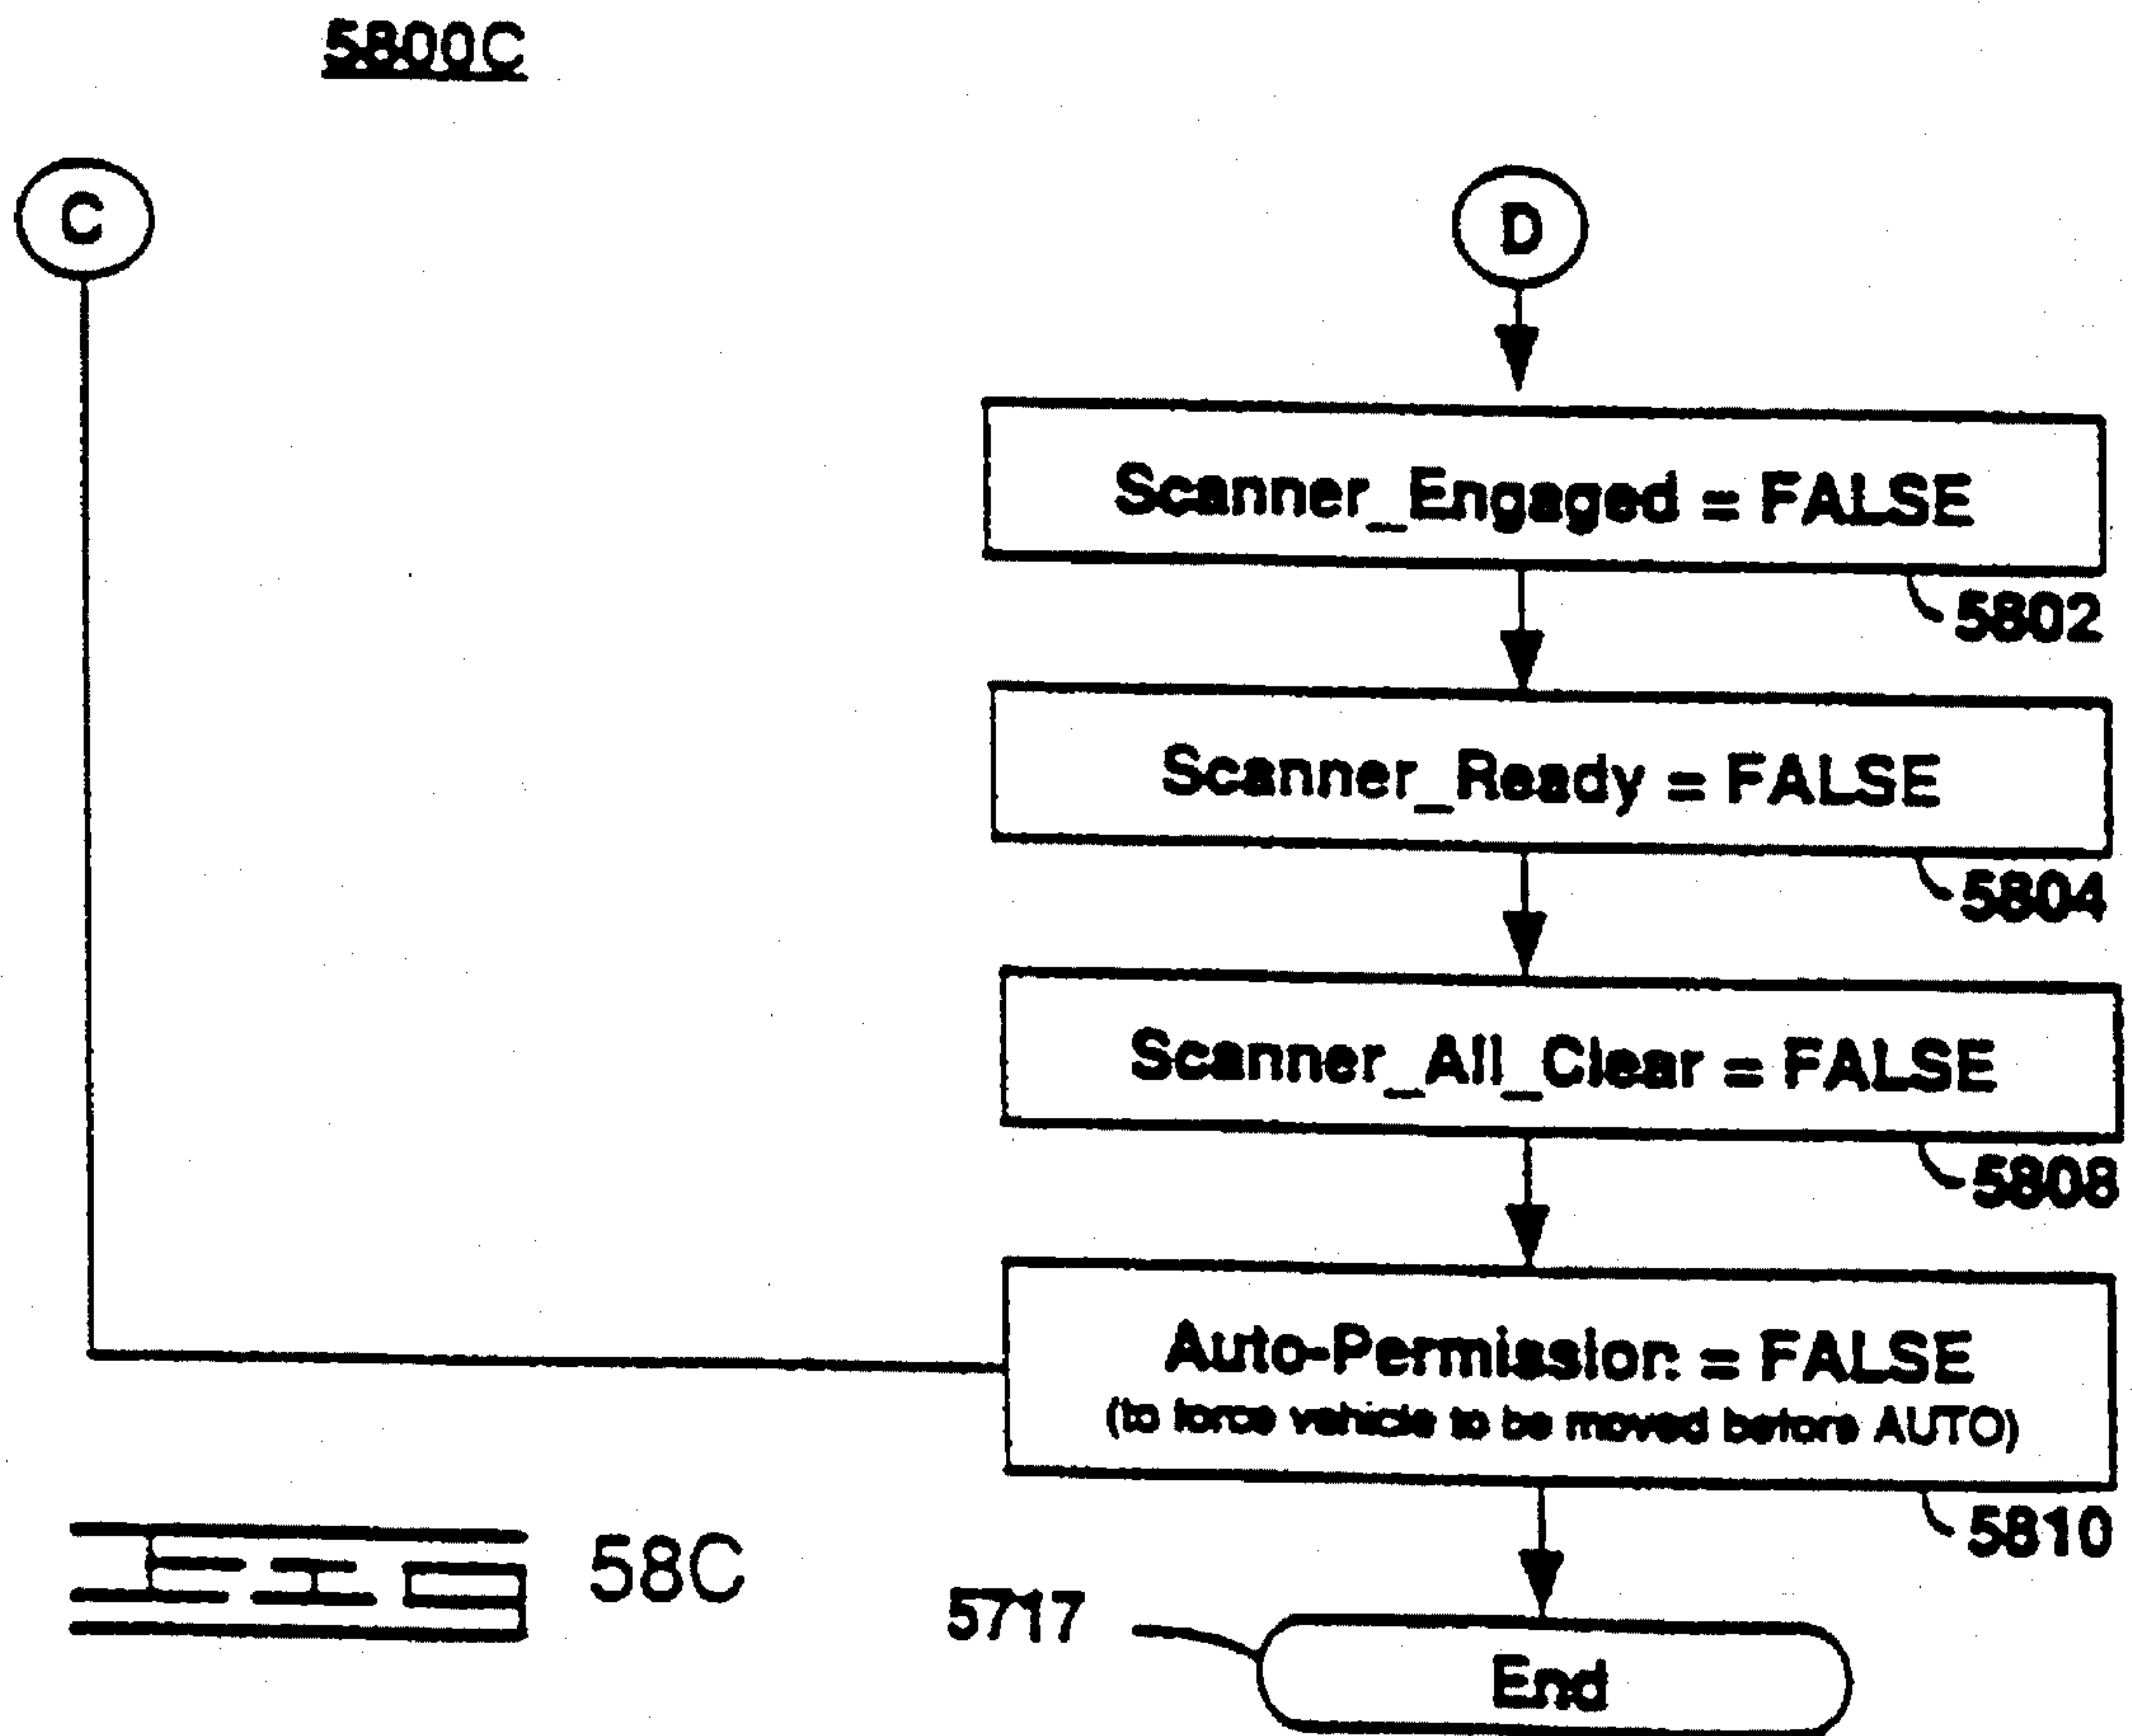 5800C
C
D
Scanner_Engaged = FALSE
5802
Scanner_Ready = FALSE
5804
Scanner_All_Clear = FALSE
5808
Auto-Permission = FALSE
(to force vehicle to be moved before AUTO)
5810
FIG 58C
5717
End